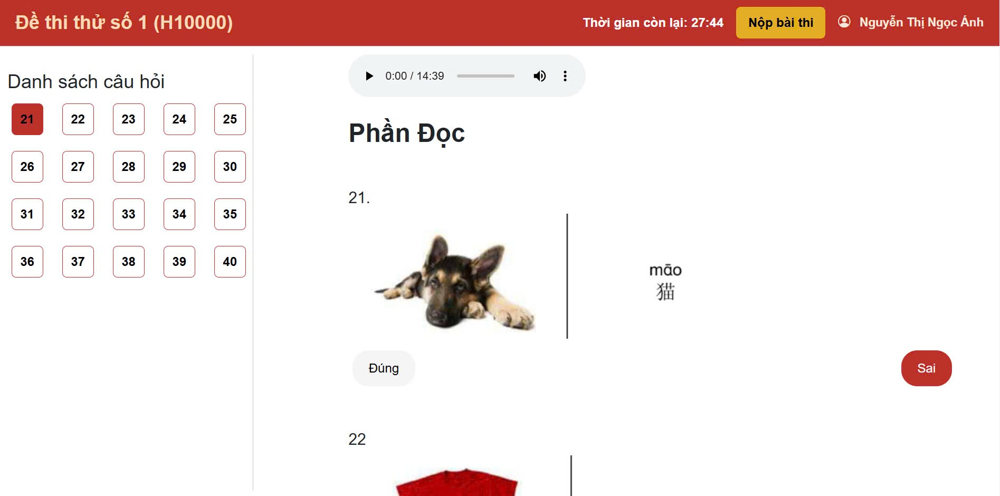 Đề thi thử số 1 (H10000)
Thời gian còn lại: 27:44
Nộp bài thi
Nguyễn Thị Ngọc Ánh
Danh sách câu hỏi
21 22 23 24 25
26 27 28 29 30
31 32 33 34 35
36 37 38 39 40
0:00 / 14:39
Phần Đọc
21.
māo
猫
Đúng
Sai
22